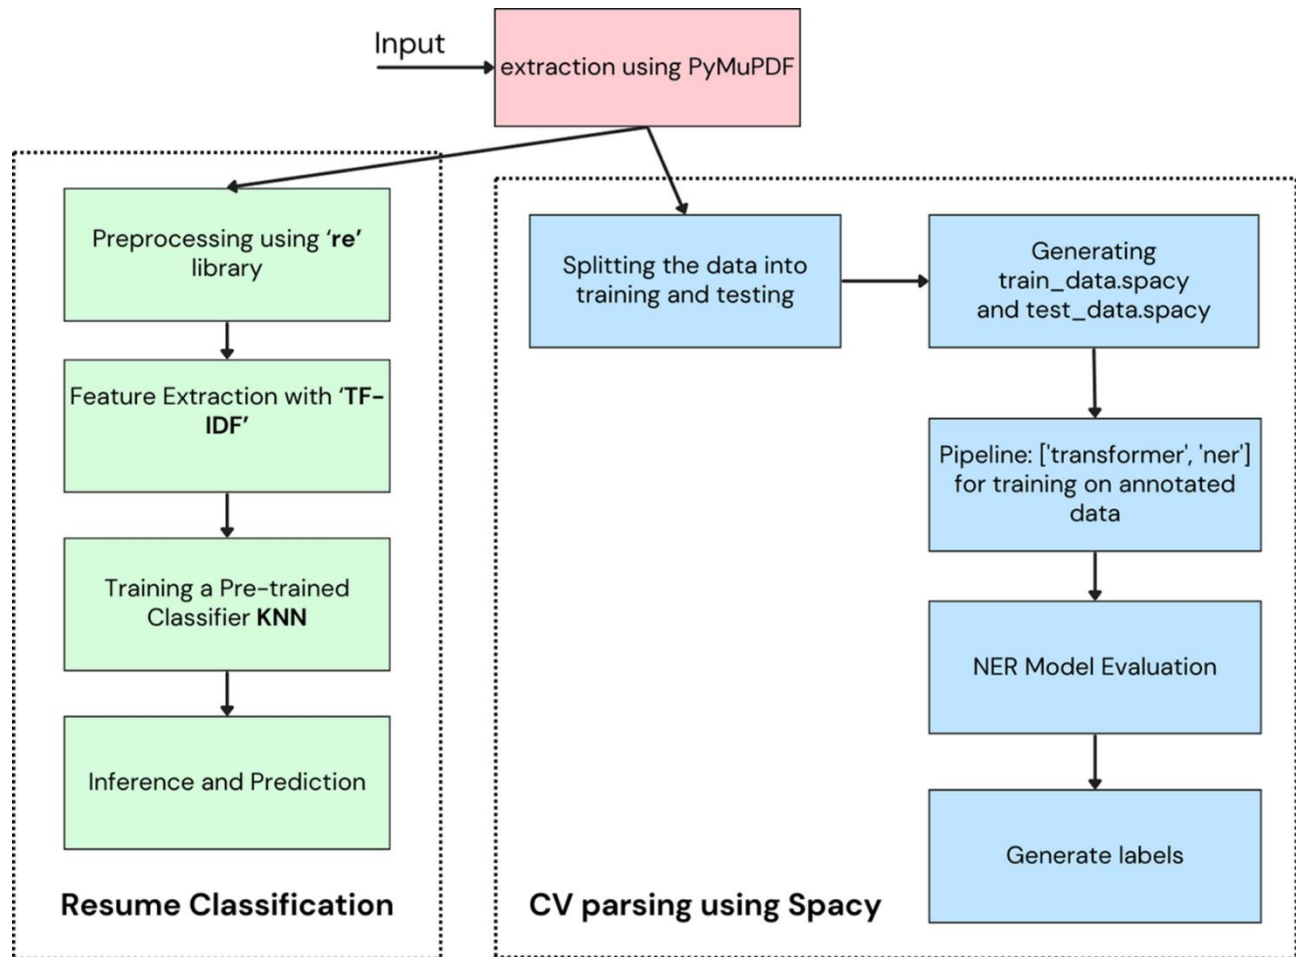 Input
extraction using PyMuPDF
Preprocessing using ‘re’
library
Feature Extraction with ‘TF-
IDF’
Training a Pre-trained
Classifier KNN
Inference and Prediction
Resume Classification
Splitting the data into
training and testing
Generating
train_data.spacy
and test_data.spacy
Pipeline: ['transformer', 'ner']
for training on annotated
data
NER Model Evaluation
Generate labels
CV parsing using Spacy